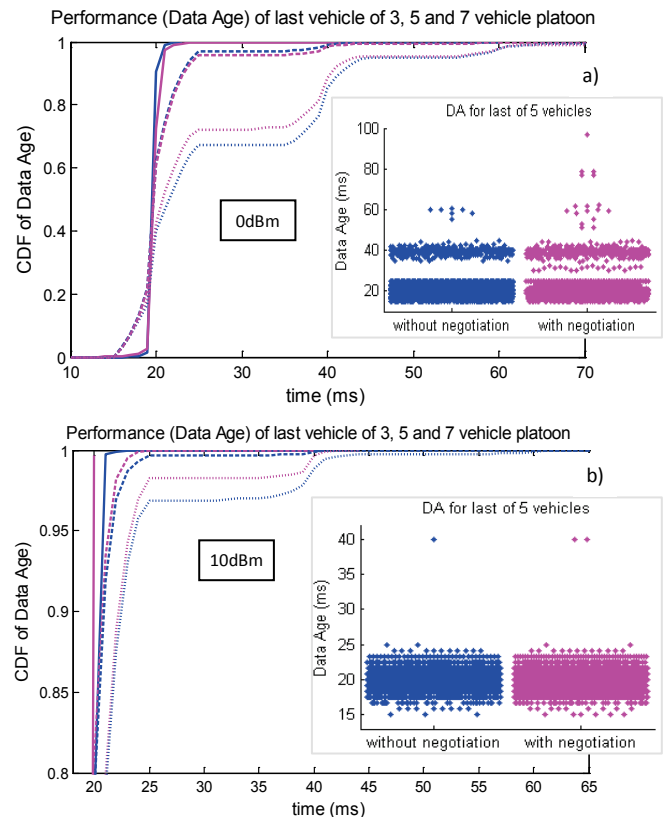 Performance (Data Age) of last vehicle of 3, 5 and 7 vehicle platoon
1
0.8
0.6
0.4
0.2
0
CDF of Data Age)
10
20
30
40
50
60
70
time (ms)
0dBm
a)
DA for last of 5 vehicles
100
80
60
40
20
Data Age (ms)
without negotiation
with negotiation
Performance (Data Age) of last vehicle of 3, 5 and 7 vehicle platoon
1
0.95
0.9
0.85
0.8
CDF of Data Age)
20
25
30
35
40
45
50
55
60
65
time (ms)
10dBm
b)
DA for last of 5 vehicles
40
35
30
25
20
15
Data Age (ms)
without negotiation
with negotiation